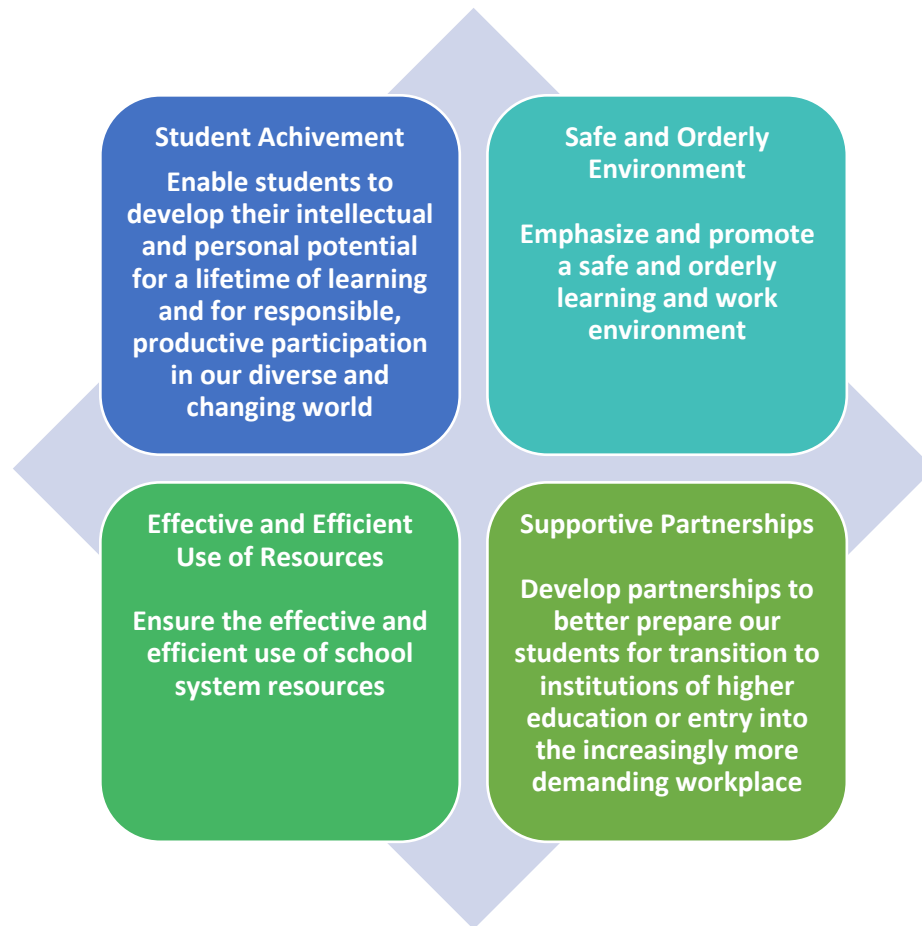 Student Achivement
Enable students to
develop their intellectual
and personal potential
for a lifetime of learning
and for responsible,
productive participation
in our diverse and
changing world
Safe and Orderly
Environment
Emphasize and promote
a safe and orderly
learning and work
environment
Effective and Efficient
Use of Resources
Ensure the effective and
efficient use of school
system resources
Supportive Partnerships
Develop partnerships to
better prepare our
students for transition to
institutions of higher
education or entry into
the increasingly more
demanding workplace